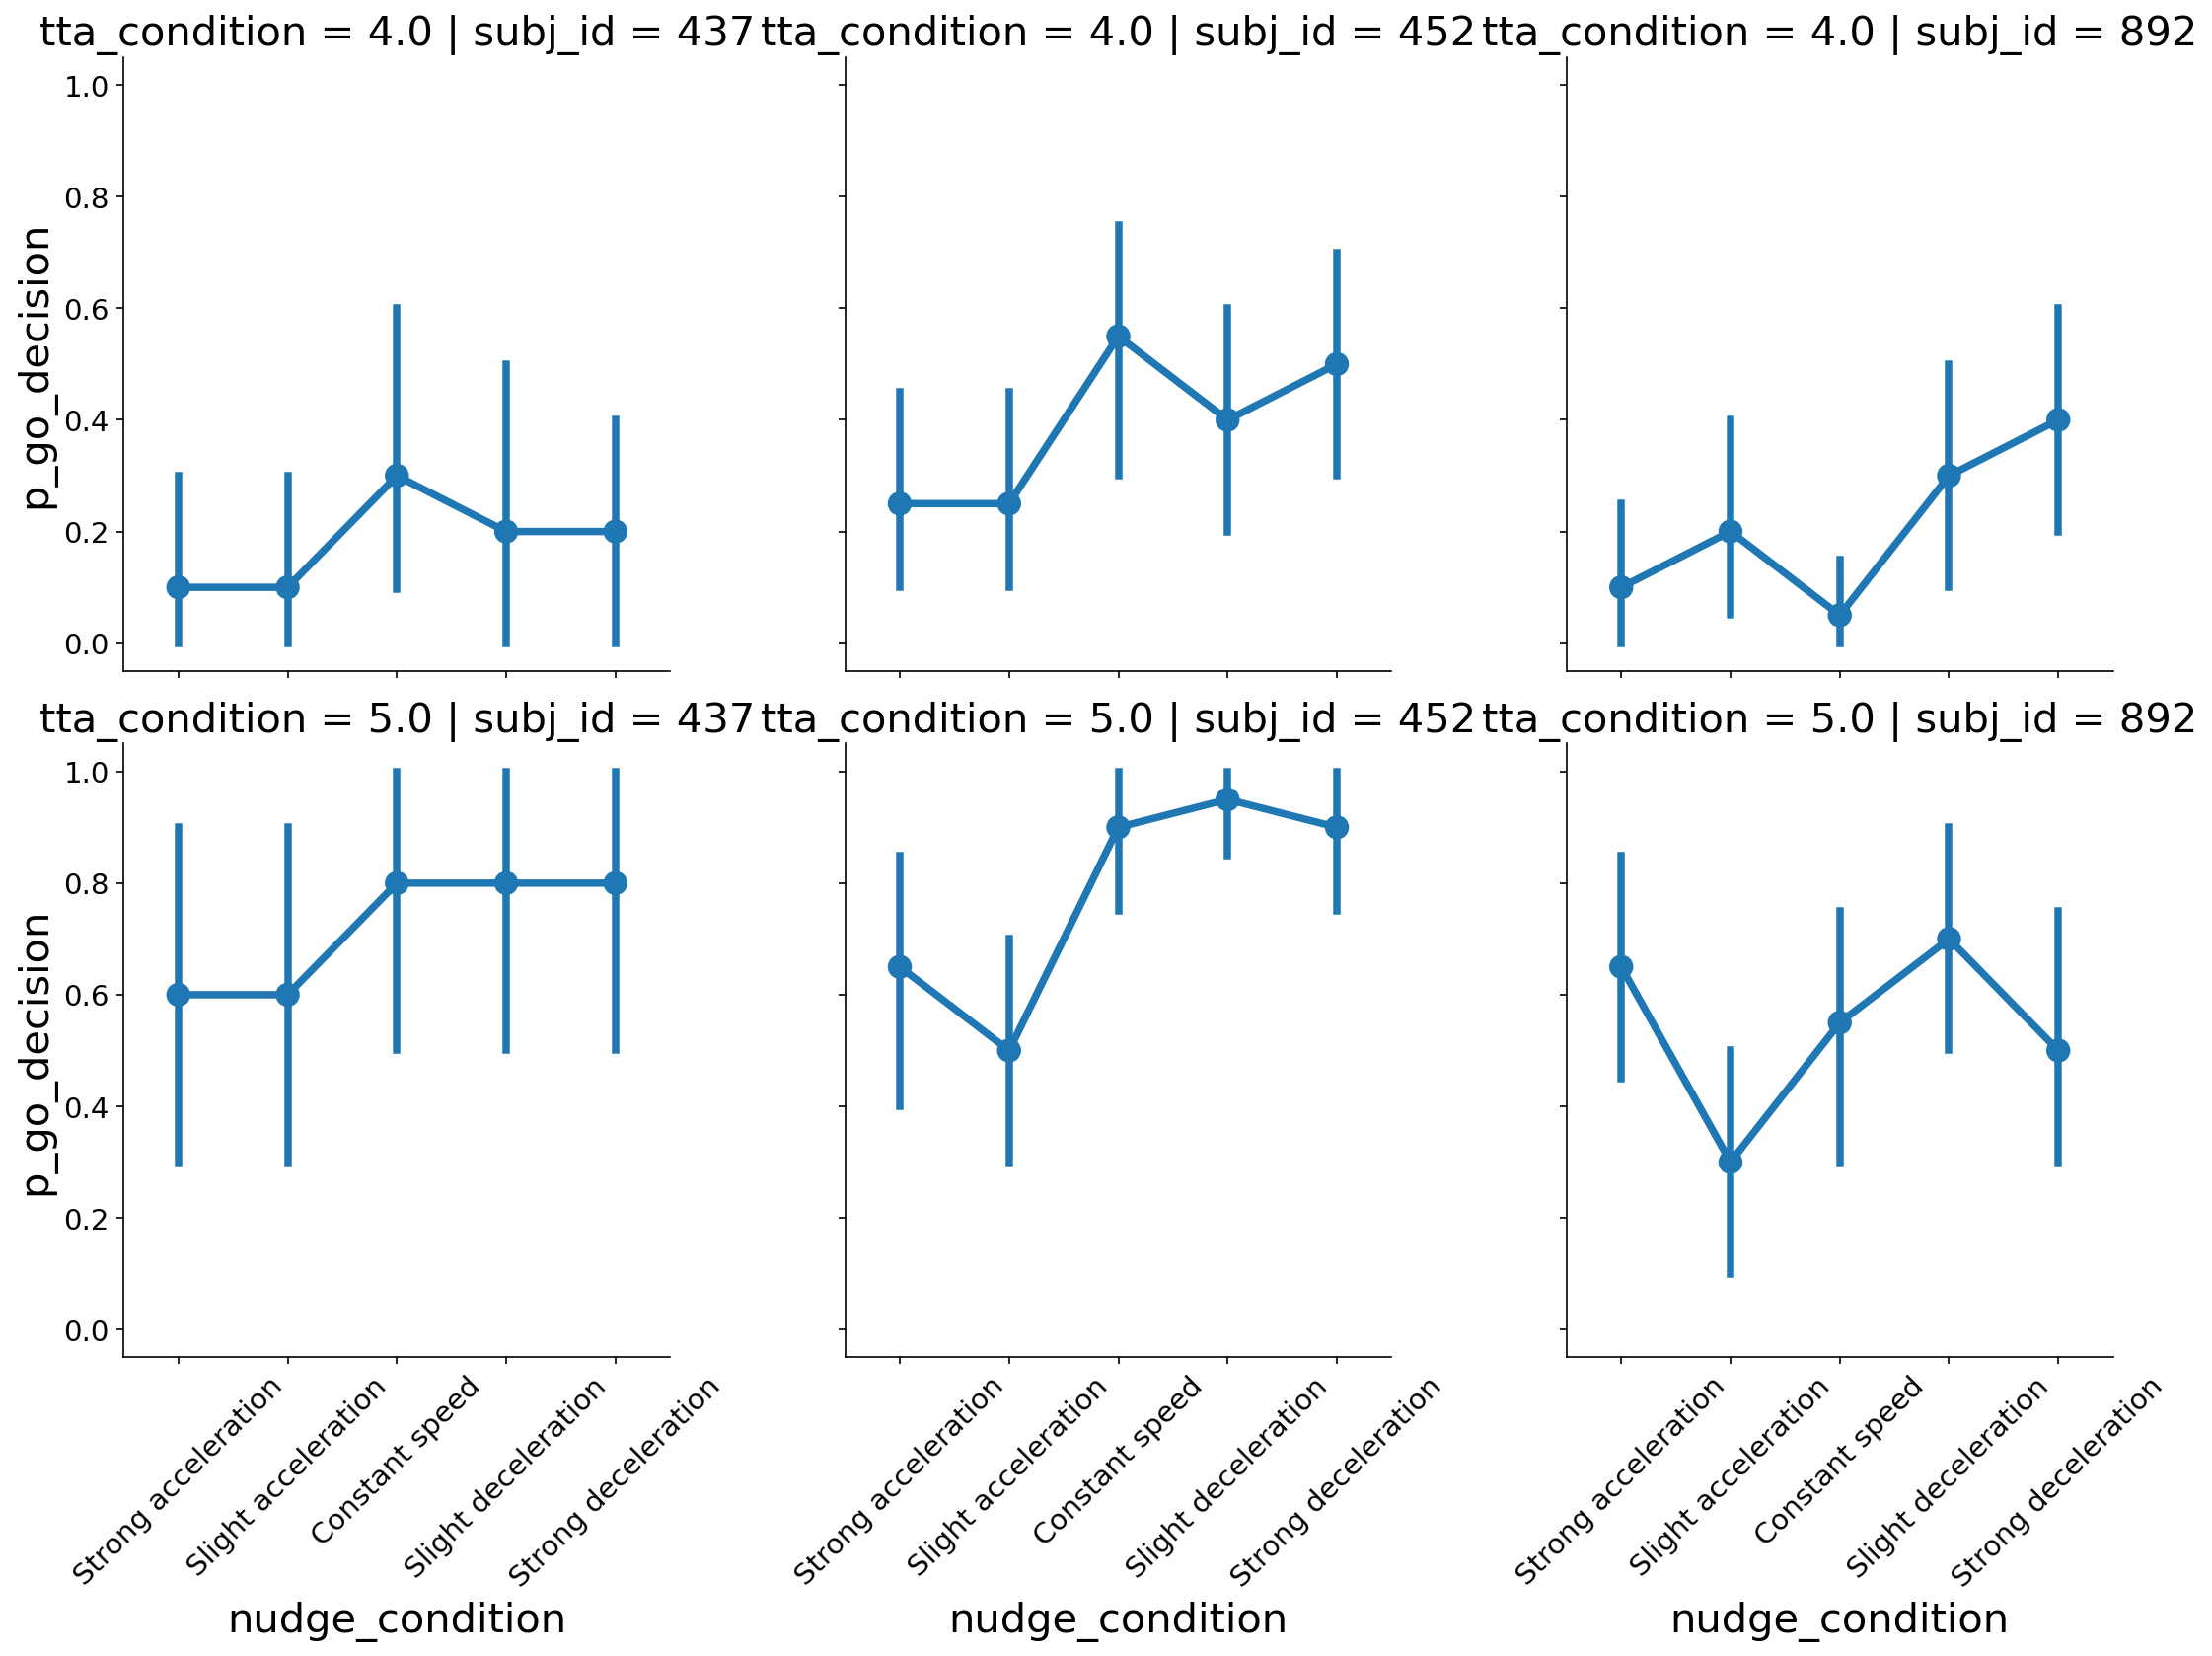 tta_condition = 4.0 | subj_id = 437
tta_condition = 4.0 | subj_id = 452
tta_condition = 4.0 | subj_id = 892
p_go_decision
1.0
0.8
0.6
0.4
0.2
0.0
tta_condition = 5.0 | subj_id = 437
tta_condition = 5.0 | subj_id = 452
tta_condition = 5.0 | subj_id = 892
p_go_decision
1.0
0.8
0.6
0.4
0.2
0.0
Strong acceleration
Slight acceleration
Constant speed
Slight deceleration
Strong deceleration
Strong acceleration
Slight acceleration
Constant speed
Slight deceleration
Strong deceleration
Strong acceleration
Slight acceleration
Constant speed
Slight deceleration
Strong deceleration
nudge_condition
nudge_condition
nudge_condition